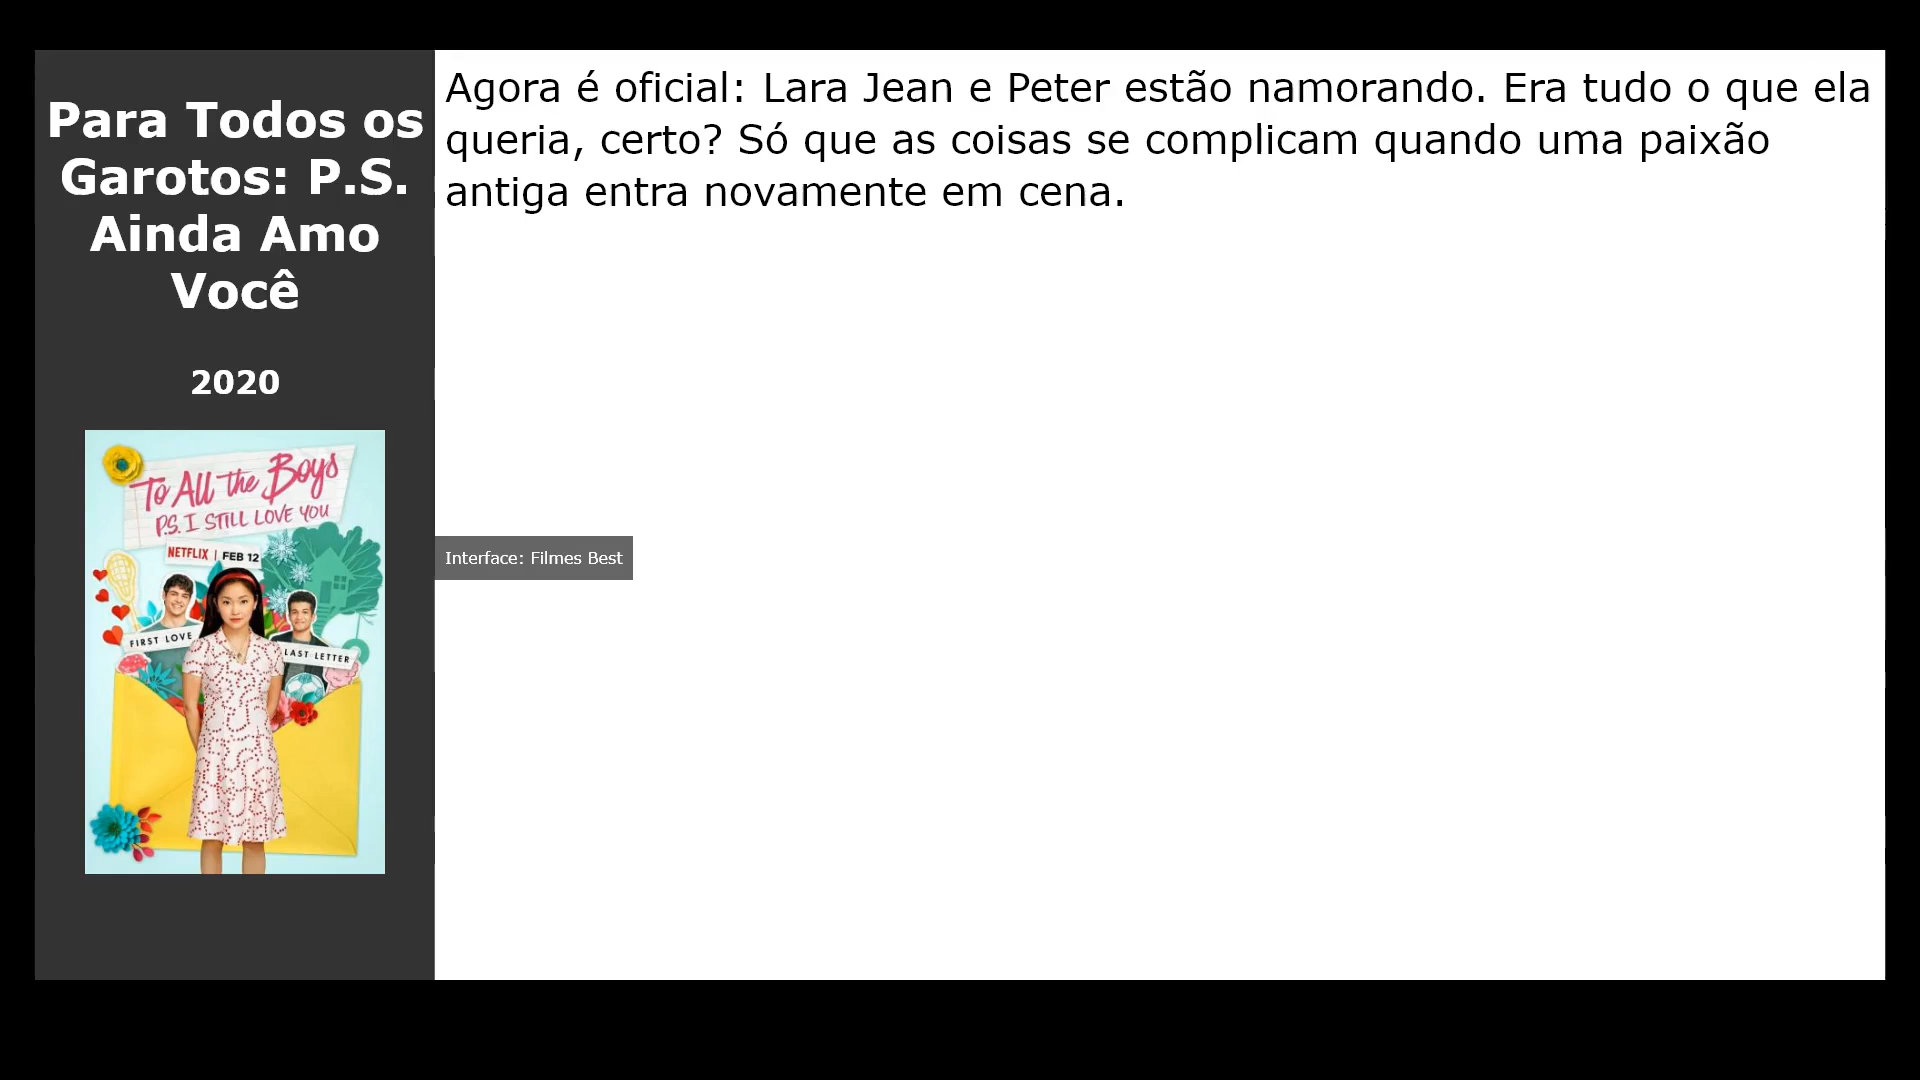 Para Todos os
Garotos: P.S.
Ainda Amo
Você
2020
To All the Boys
P.S. I STILL LOVE YOU
NETFLIX | FEB 12
FIRST LOVE
LAST LETTER
Agora é oficial: Lara Jean e Peter estão namorando. Era tudo o que ela
queria, certo? Só que as coisas se complicam quando uma paixão
antiga entra novamente em cena.
Interface: Filmes Best